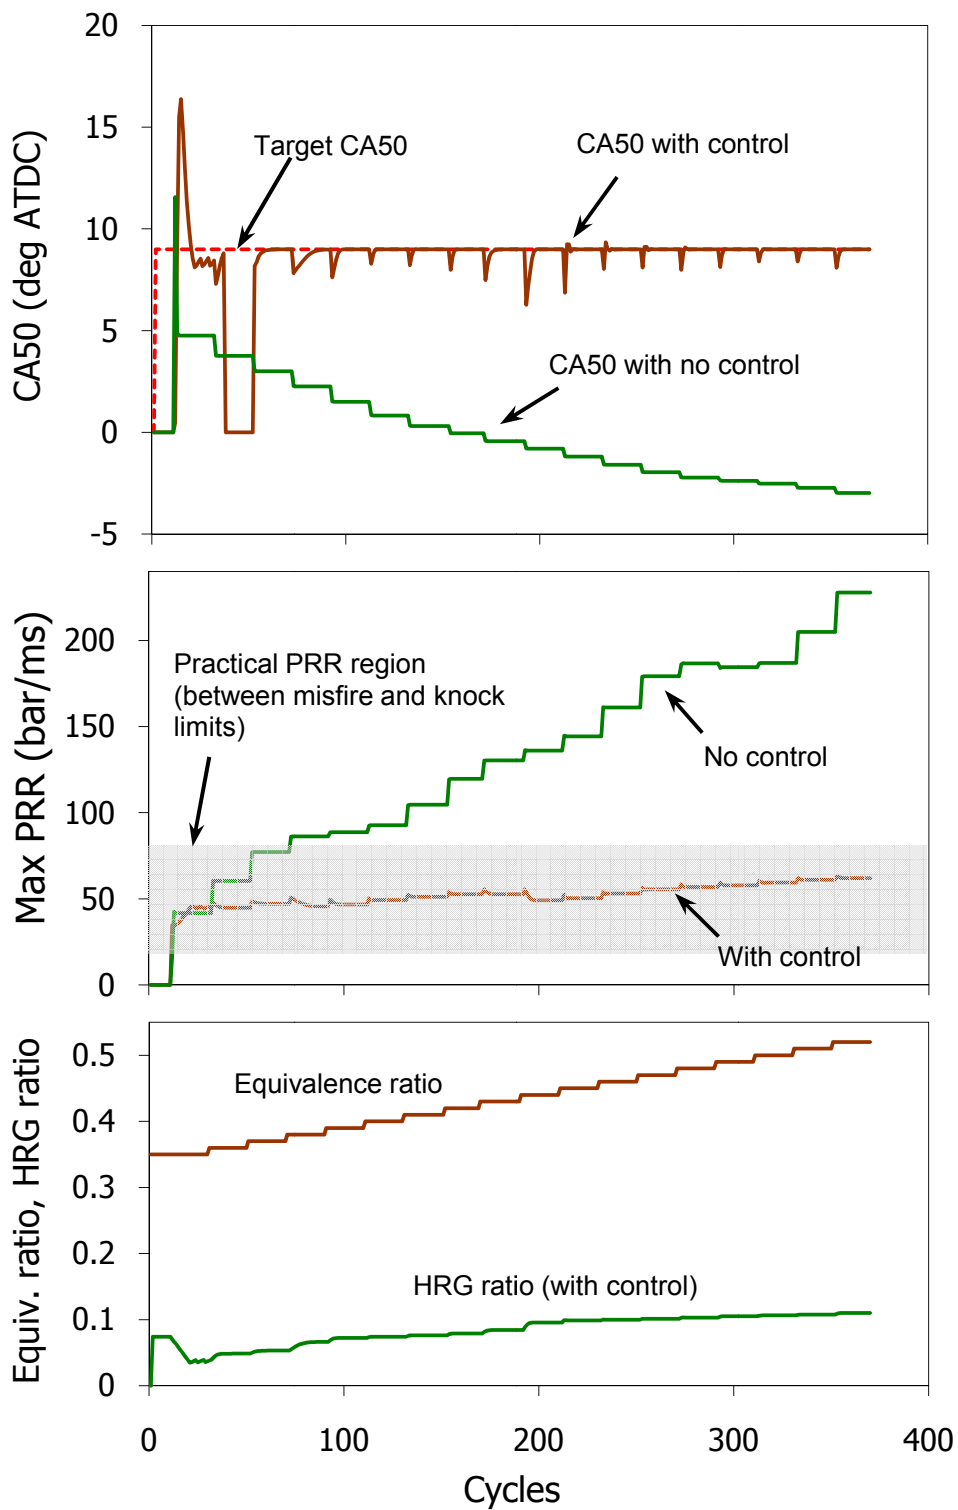 20
15
10
5
0
-5
CA50 (deg ATDC)
Target CA50
CA50 with control
CA50 with no control
200
150
100
50
0
Max PRR (bar/ms)
Practical PRR region
(between misfire and knock
limits)
No control
With control
0.5
0.4
0.3
0.2
0.1
0
Equiv. ratio, HRG ratio
Equivalence ratio
HRG ratio (with control)
0 100 200 300 400
Cycles